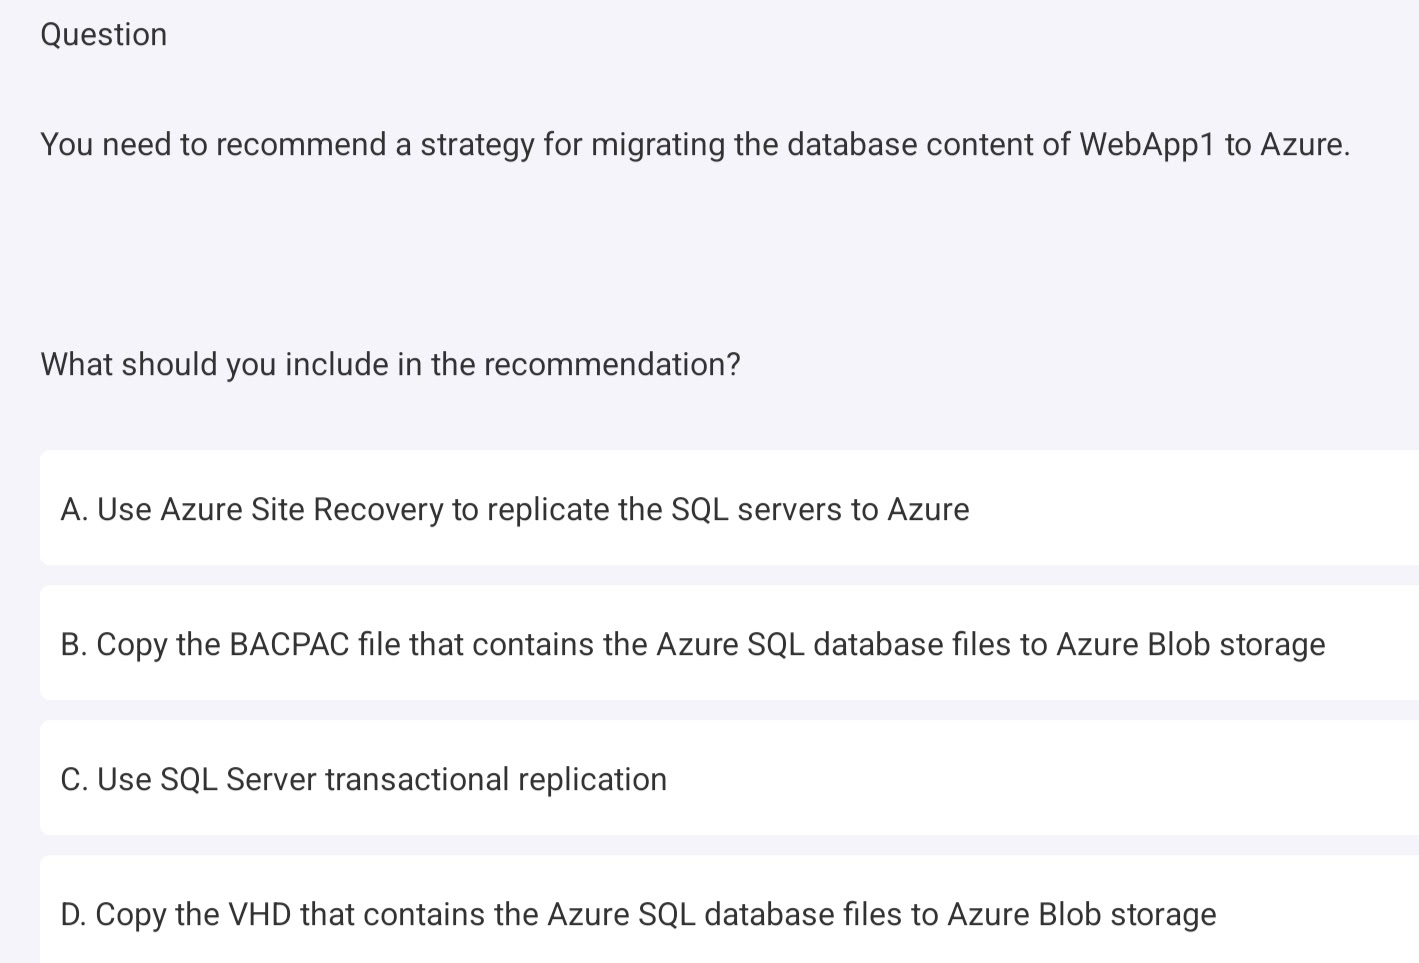 Question
You need to recommend a strategy for migrating the database content of WebApp1 to Azure.
What should you include in the recommendation?
A. Use Azure Site Recovery to replicate the SQL servers to Azure
B. Copy the BACPAC file that contains the Azure SQL database files to Azure Blob storage
C. Use SQL Server transactional replication
D. Copy the VHD that contains the Azure SQL database files to Azure Blob storage